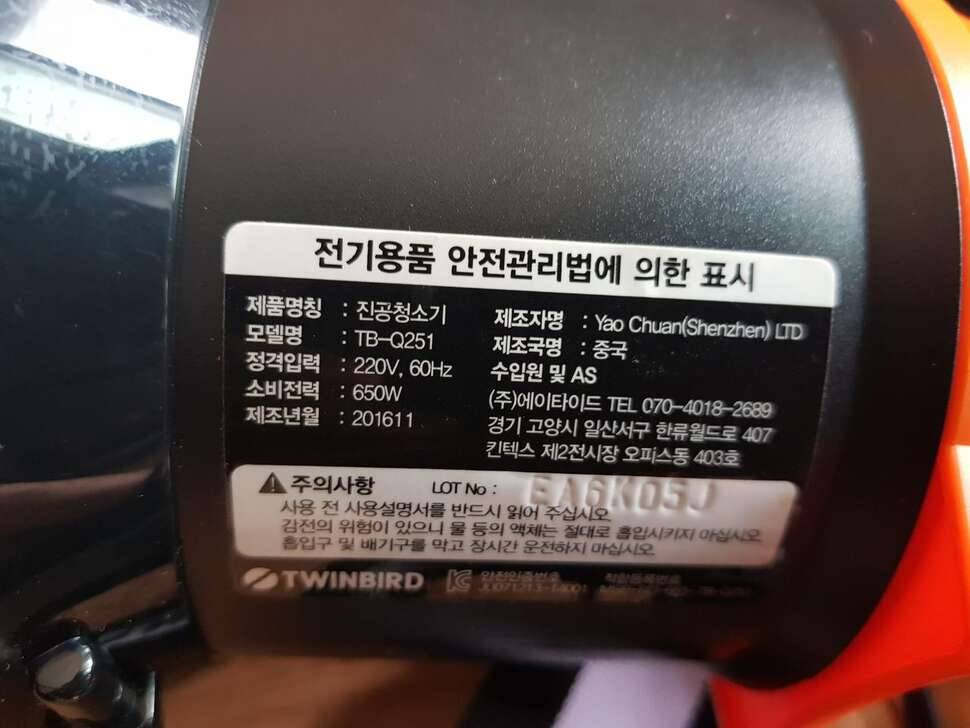 전기용품 안전관리법에 의한 표시
제품명칭 : 진공청소기
모델명 : TB-Q251
정격입력 : 220V, 60Hz
소비전력 : 650W
제조년월 : 201611
제조자명 : Yao Chuan(Shenzhen) LTD
제조국명 : 중국
수입원 및 AS
(주)에이타이드 TEL 070-4018-2689
경기 고양시 일산서구 한류월드로 407
킨텍스 제2전시장 오피스동 403호
주의사항 LOT No : EA6K05J
사용 전 사용설명서를 반드시 읽어 주십시오.
감전의 위험이 있으니 물 등의 액체는 절대로 흡입시키지 마십시오.
흡입구 및 배기구를 막고 장시간 운전하지 마십시오.
TWINBIRD
안전인증번호